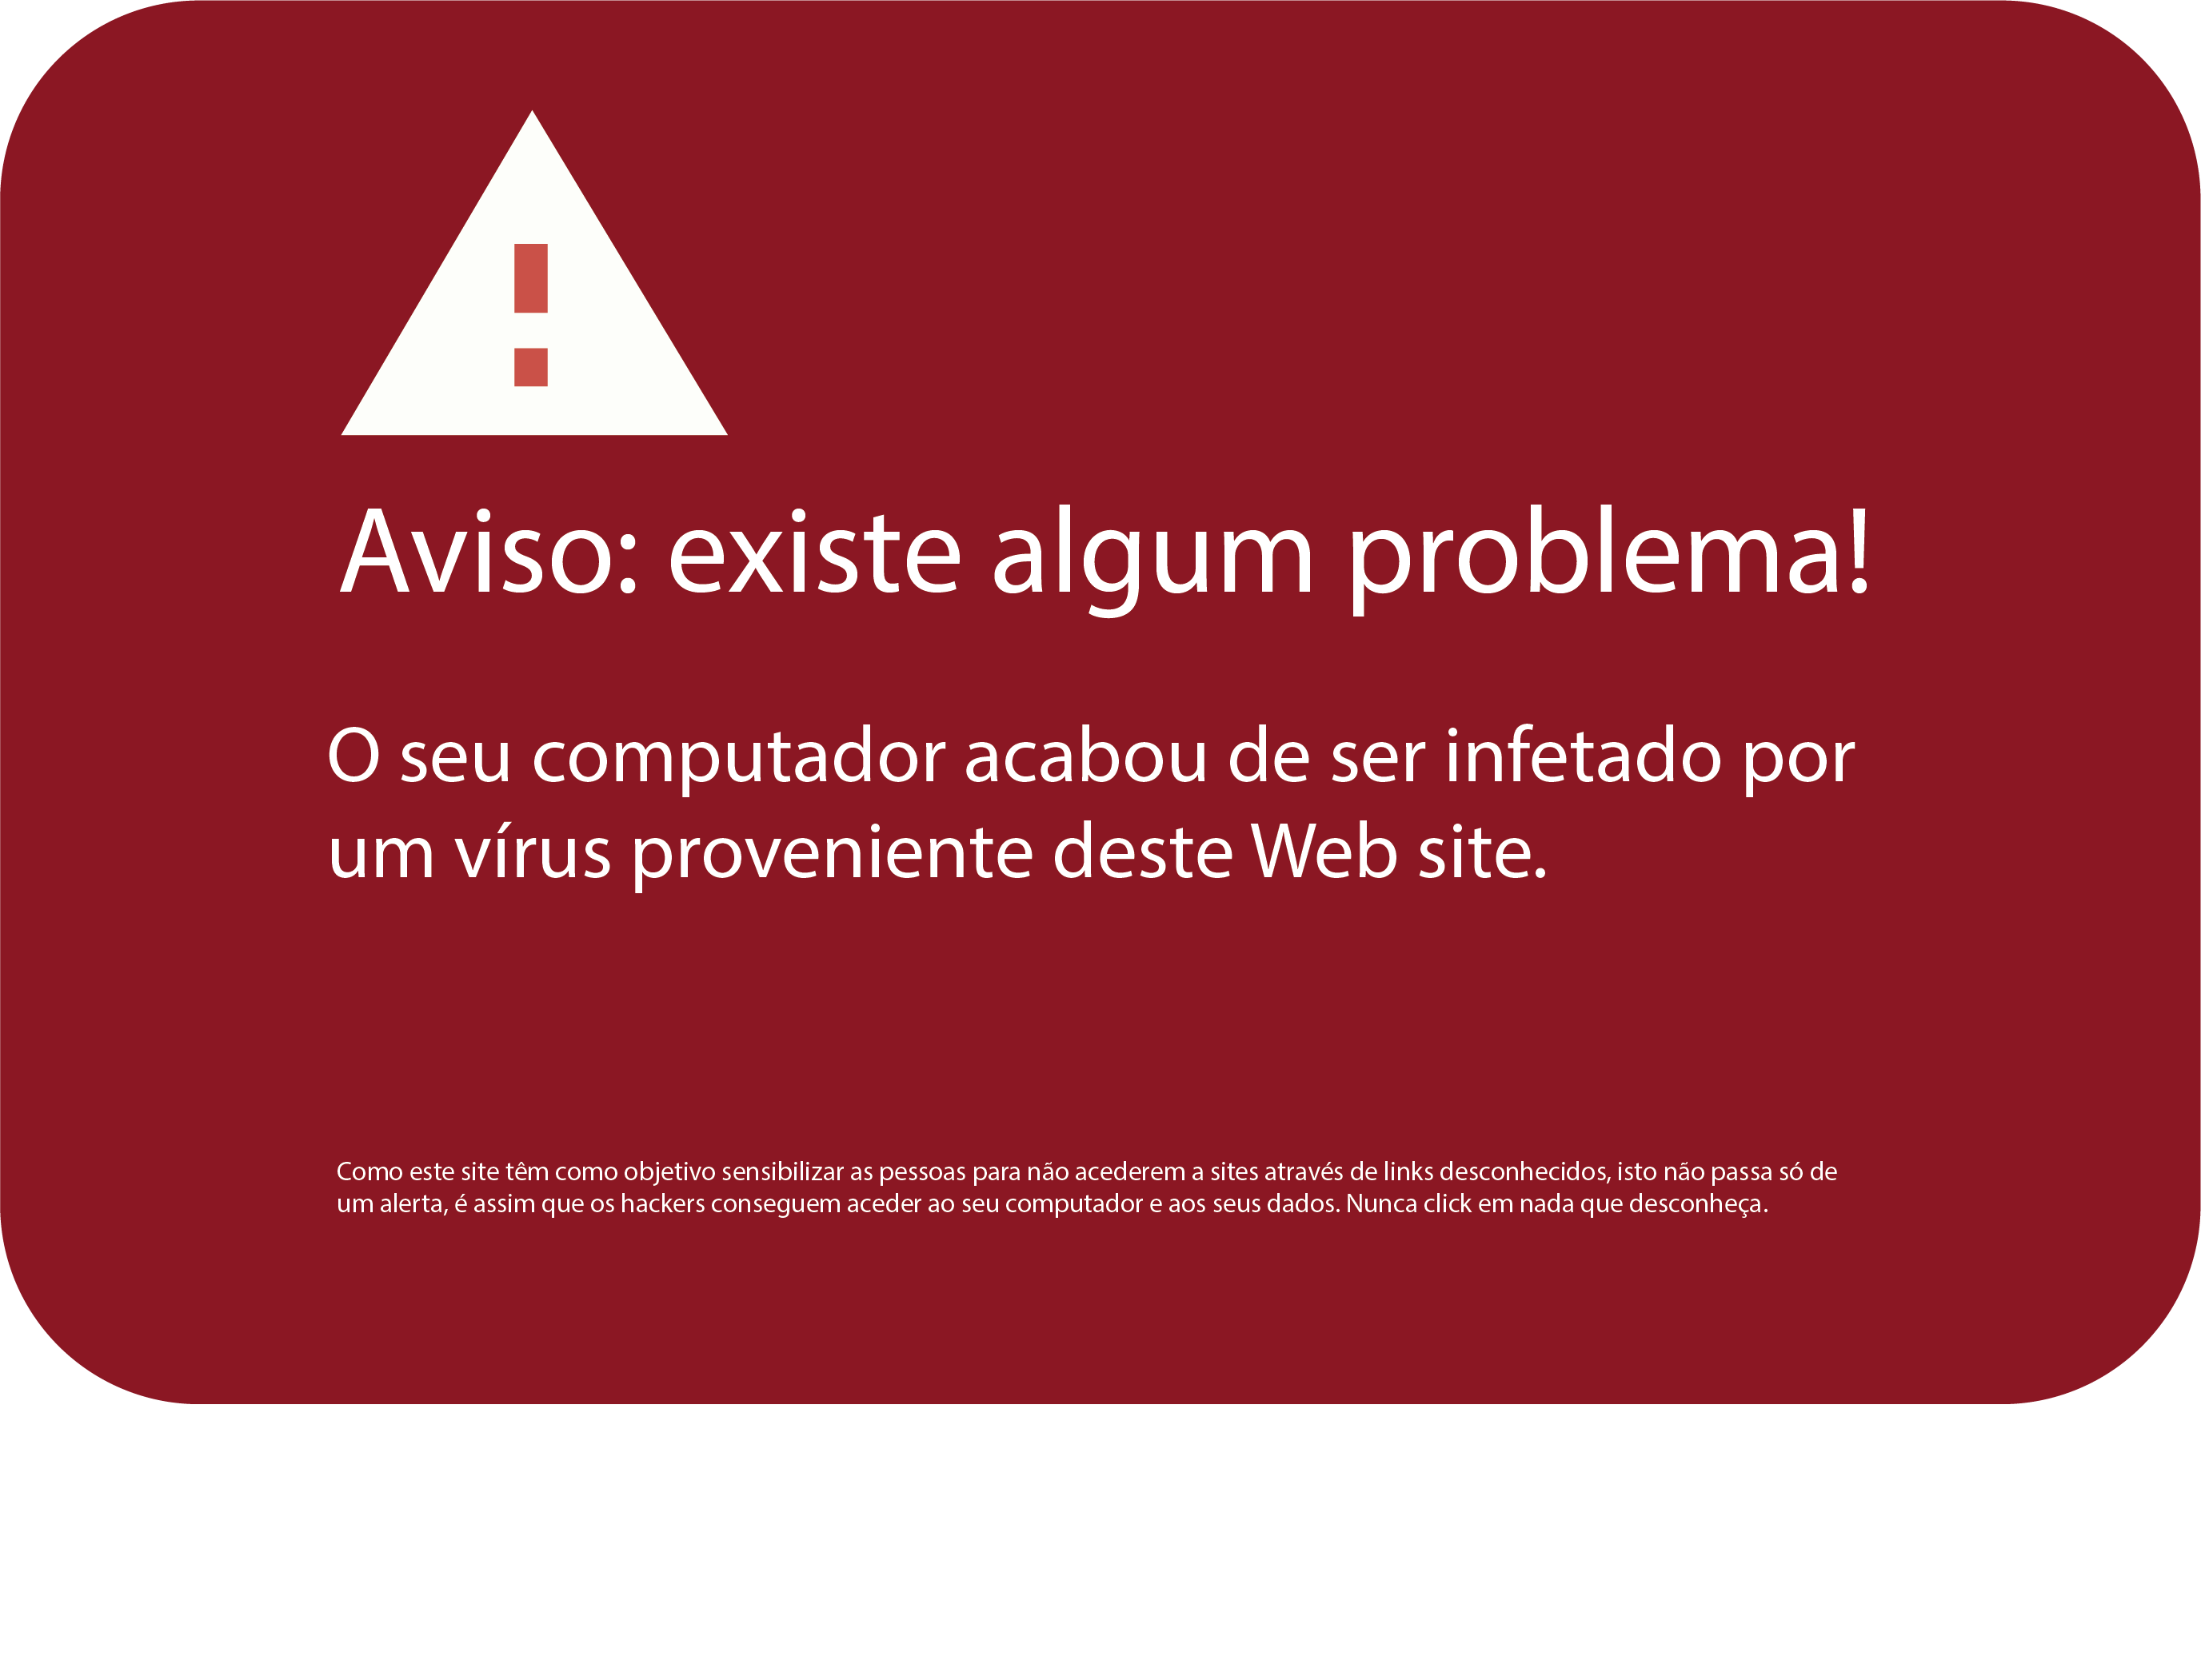 Aviso: existe algum problema!
O seu computador acabou de ser infetado por
um vírus proveniente deste Web site.
Como este site têm como objetivo sensibilizar as pessoas para não acederem a sites através de links desconhecidos, isto não passa só de
um alerta, é assim que os hackers conseguem aceder ao seu computador e aos seus dados. Nunca click em nada que desconheça.